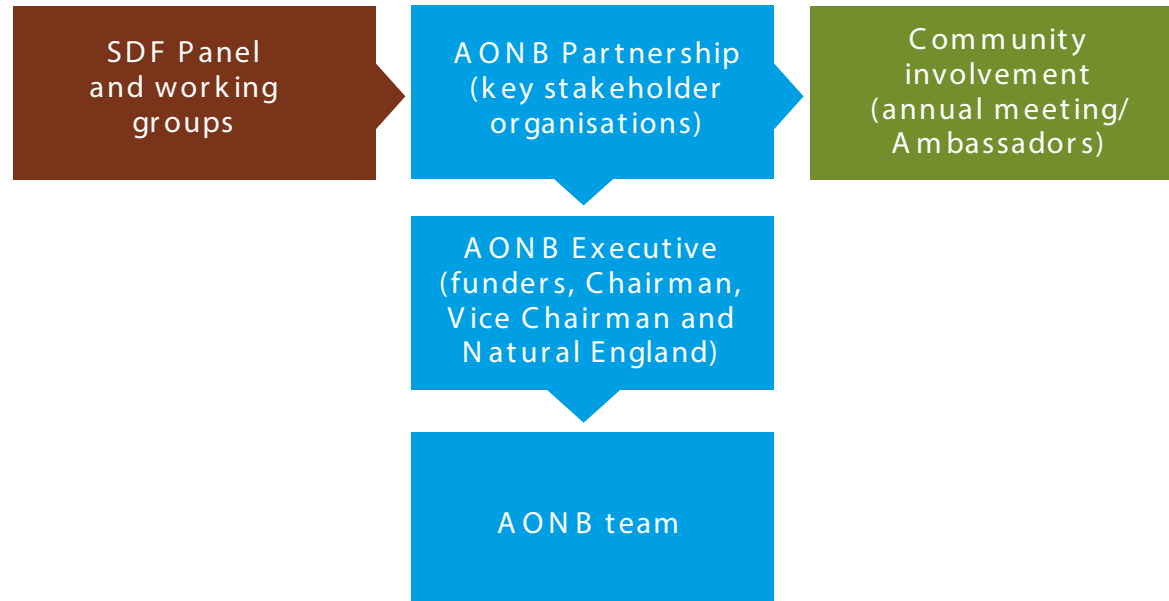 SDF Panel
and working
groups
AONB Partnership
(key stakeholder
organisations)
Community
involvement
(annual meeting/
Ambassadors)
AONB Executive
(funders, Chairman,
Vice Chairman and
Natural England)
AONB team